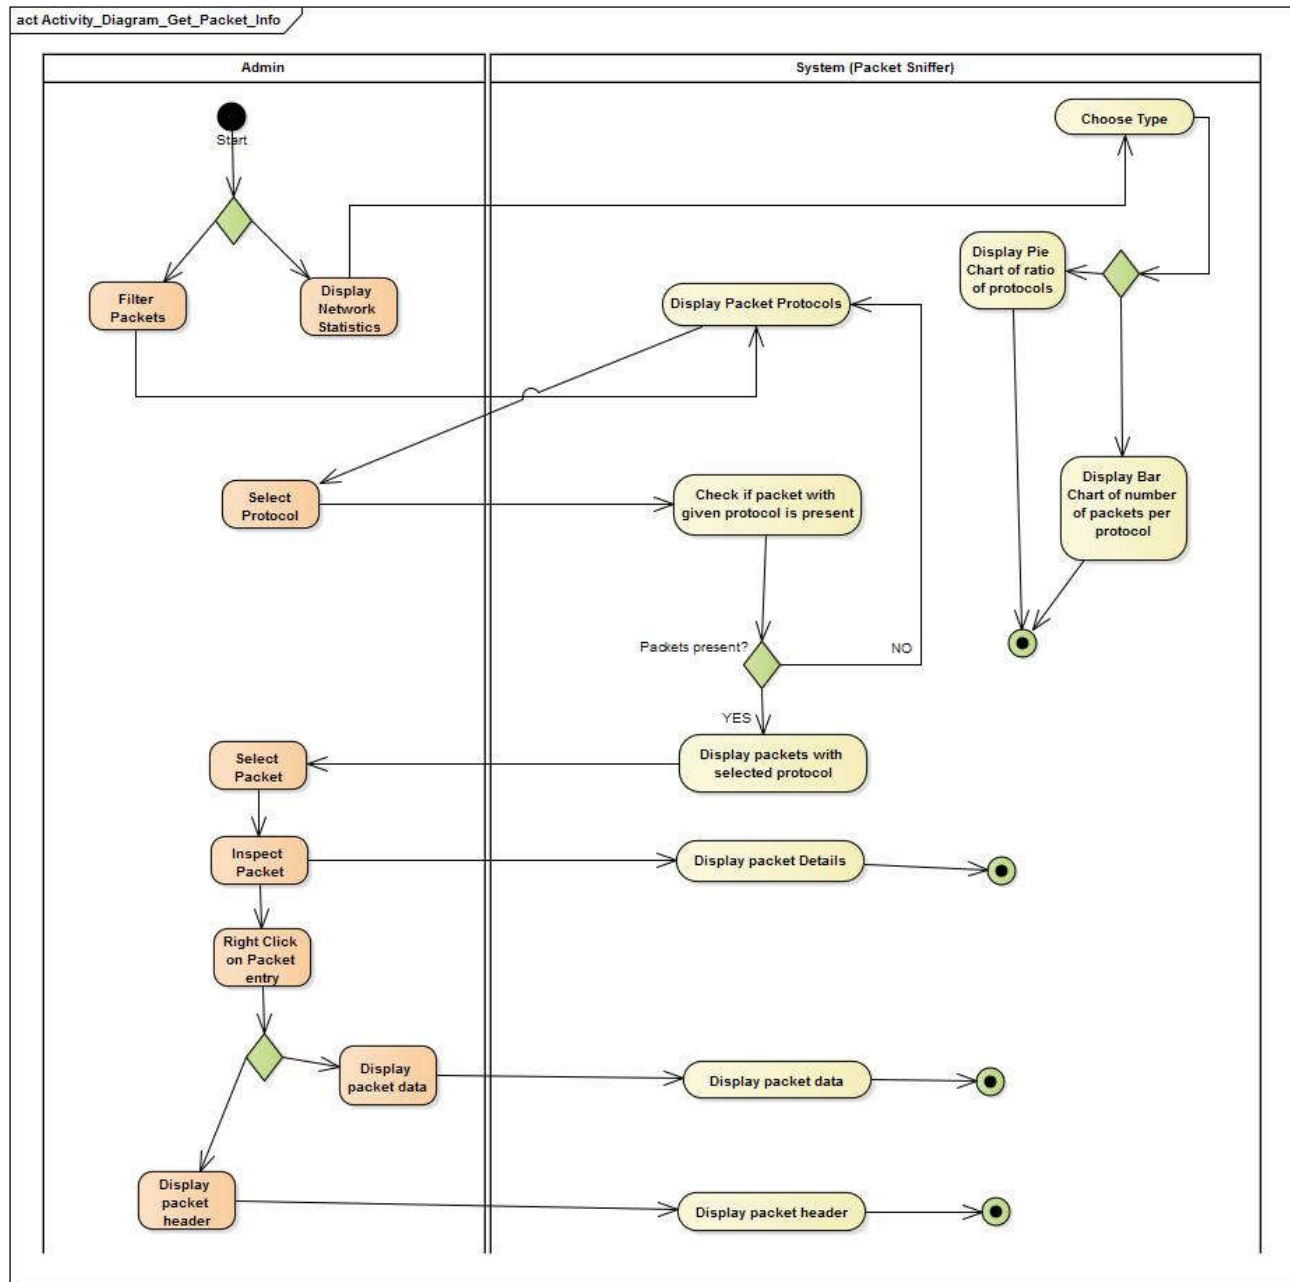 act Activity_Diagram_Get_Packet_Info
Admin
System (Packet Sniffer)
Start
Choose Type
Filter
Packets
Display
Network
Statistics
Display Packet Protocols
Display Pie
Chart of ratio
of protocols
Select
Protocol
Check if packet with
given protocol is present
Display Bar
Chart of number
of packets per
protocol
Packets present?
NO
YES
Select
Packet
Display packets with
selected protocol
Inspect
Packet
Display packet Details
Right Click
on Packet
entry
Display
packet data
Display packet data
Display
packet
header
Display packet header